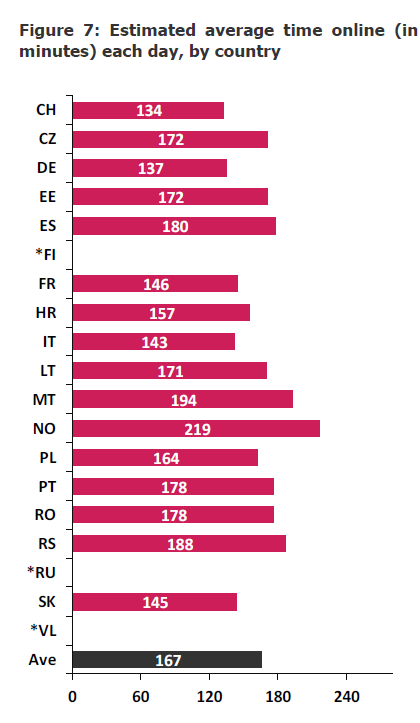 Figure 7: Estimated average time online (in
minutes) each day, by country
CH 134
CZ 172
DE 137
EE 172
ES 180
*FI
FR 146
HR 157
IT 143
LT 171
MT 194
NO 219
PL 164
PT 178
RO 178
RS 188
*RU
SK 145
*VL
Ave 167
0 60 120 180 240